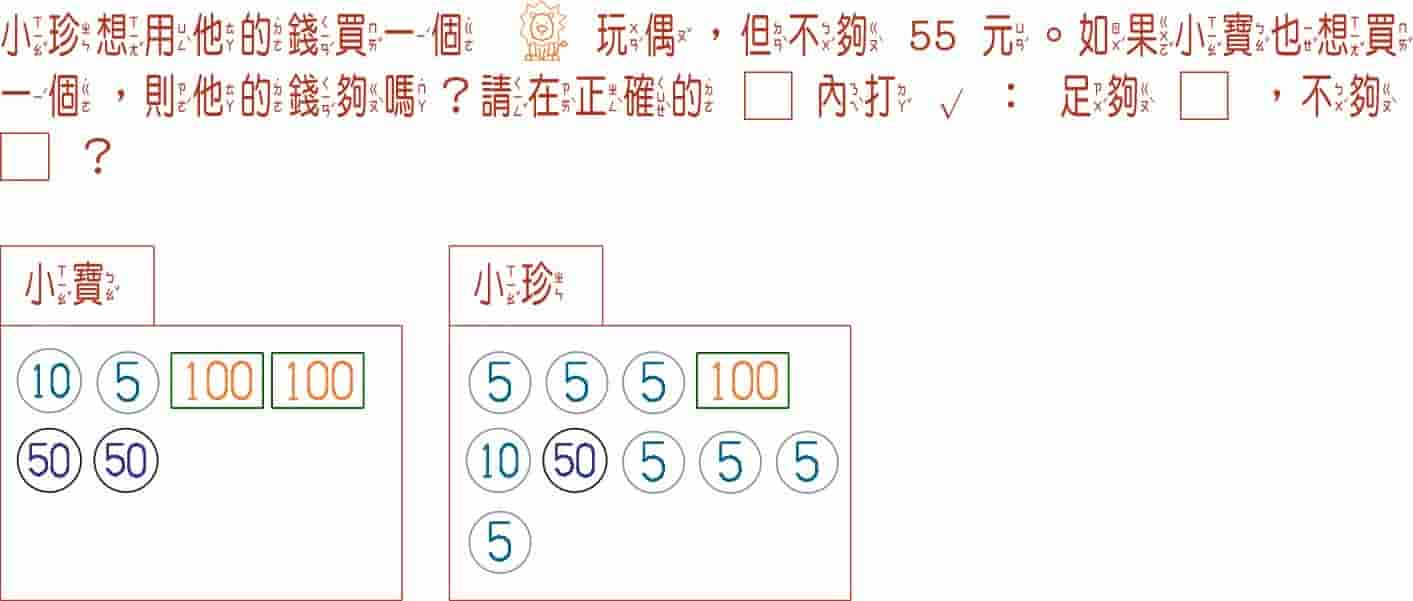 小珍想用他的錢買一個 玩偶，但不夠 55 元。如果小寶也想買
一個，則他的錢夠嗎？請在正確的 □ 內打 √ ： 足夠 □ ，不夠
□ ？
小寶
10 5 100 100
50 50
小珍
5 5 5 100
10 50 5 5 5
5